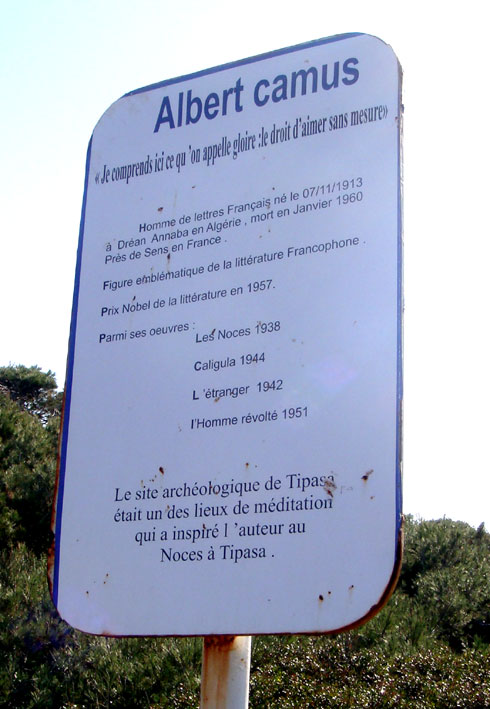 Albert camus
«Je comprends ici ce qu 'on appelle gloire :le droit d'aimer sans mesure»
Homme de lettres Français né le 07/11/1913
à Dréan Annaba en Algérie , mort en Janvier 1960
Près de Sens en France .
Figure emblématique de la littérature Francophone .
Prix Nobel de la littérature en 1957.
Parmi ses oeuvres :
Les Noces 1938
Caligula 1944
L 'étranger 1942
l'Homme révolté 1951
Le site archéologique de Tipasa
était un des lieux de méditation
qui a inspiré l 'auteur au
Noces à Tipasa .